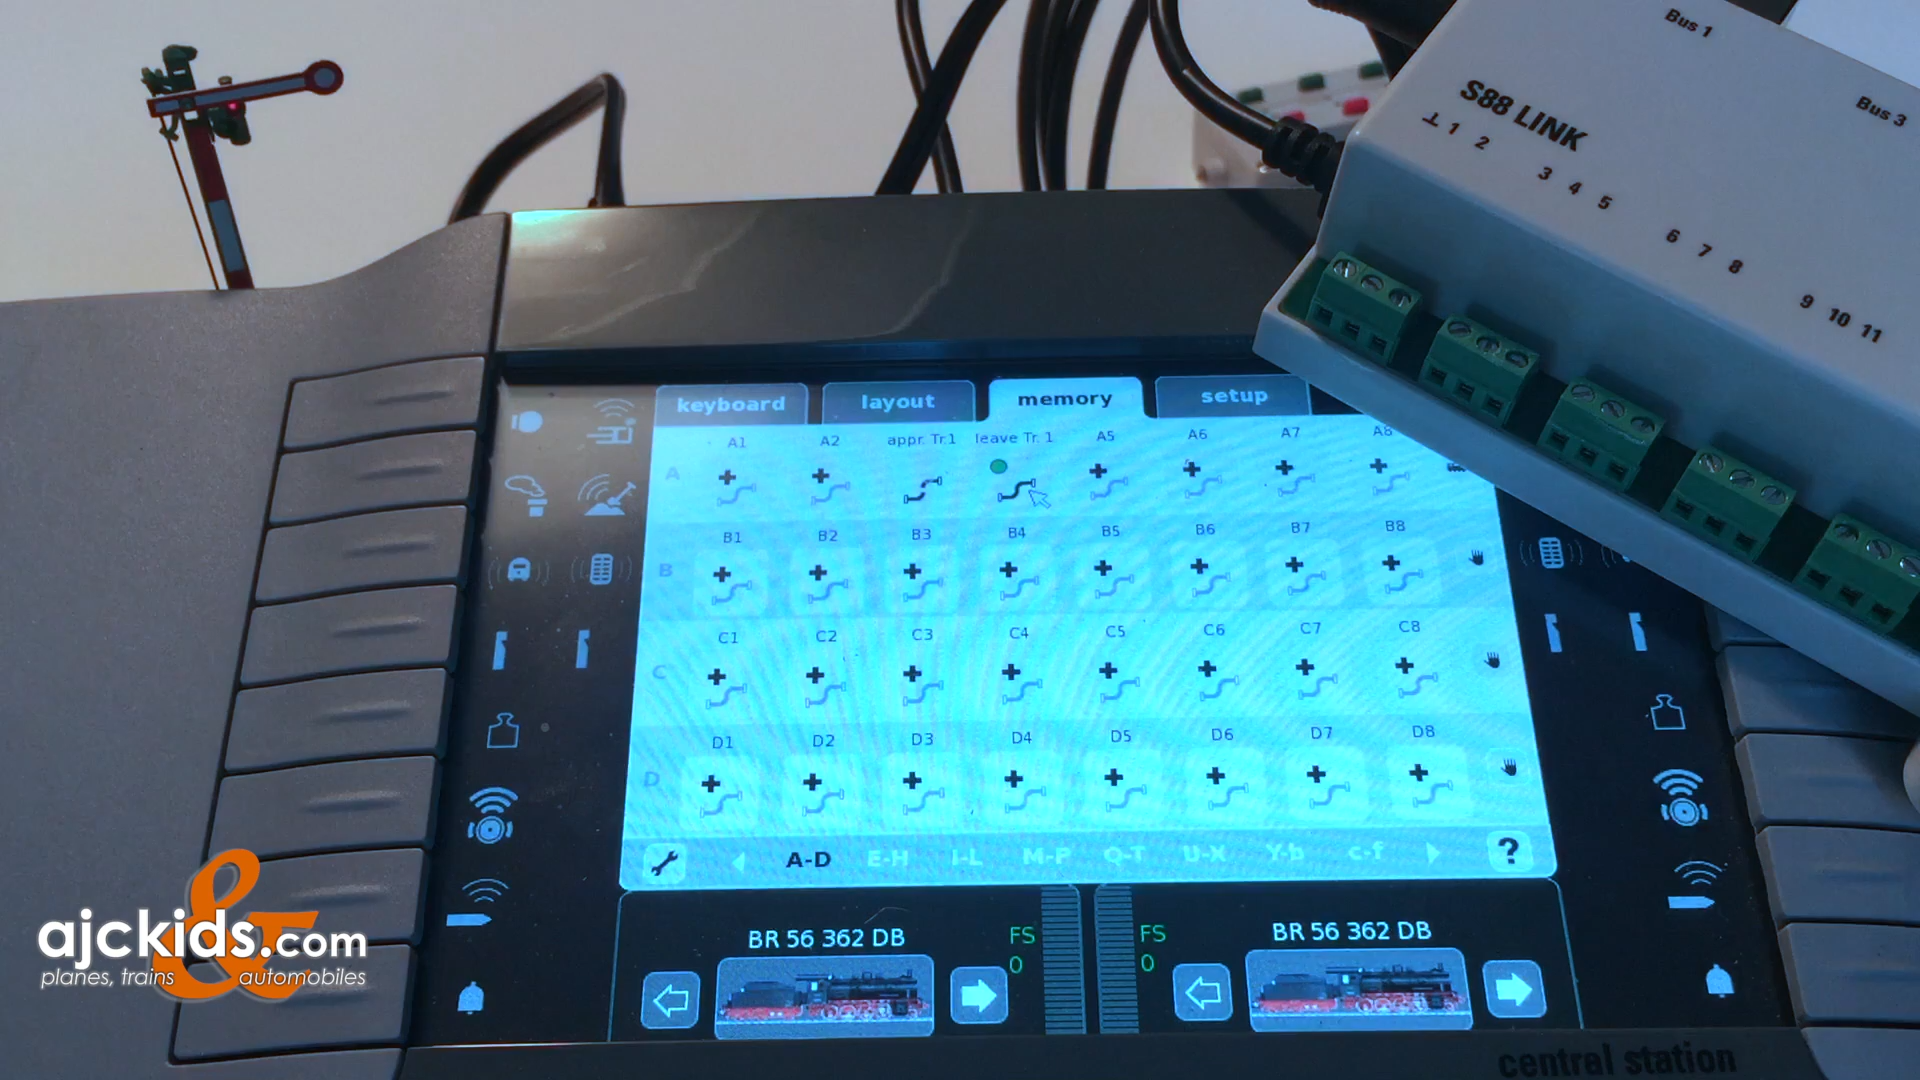 Bus 1
Bus 3
S88 LINK
1 2 3 4 5 6 7 8 9 10 11
keyboard layout memory setup
A1 A2 appr. Tr.1 leave Tr. 1 A5 A6 A7 A8
A
B1 B2 B3 B4 B5 B6 B7 B8
B
C1 C2 C3 C4 C5 C6 C7 C8
C
D1 D2 D3 D4 D5 D6 D7 D8
D
A-D E-H I-L M-P Q-T U-X Y-b c-f ?
BR 56 362 DB FS 0 FS 0 BR 56 362 DB
central station
&
ajckids.com
planes, trains automobiles